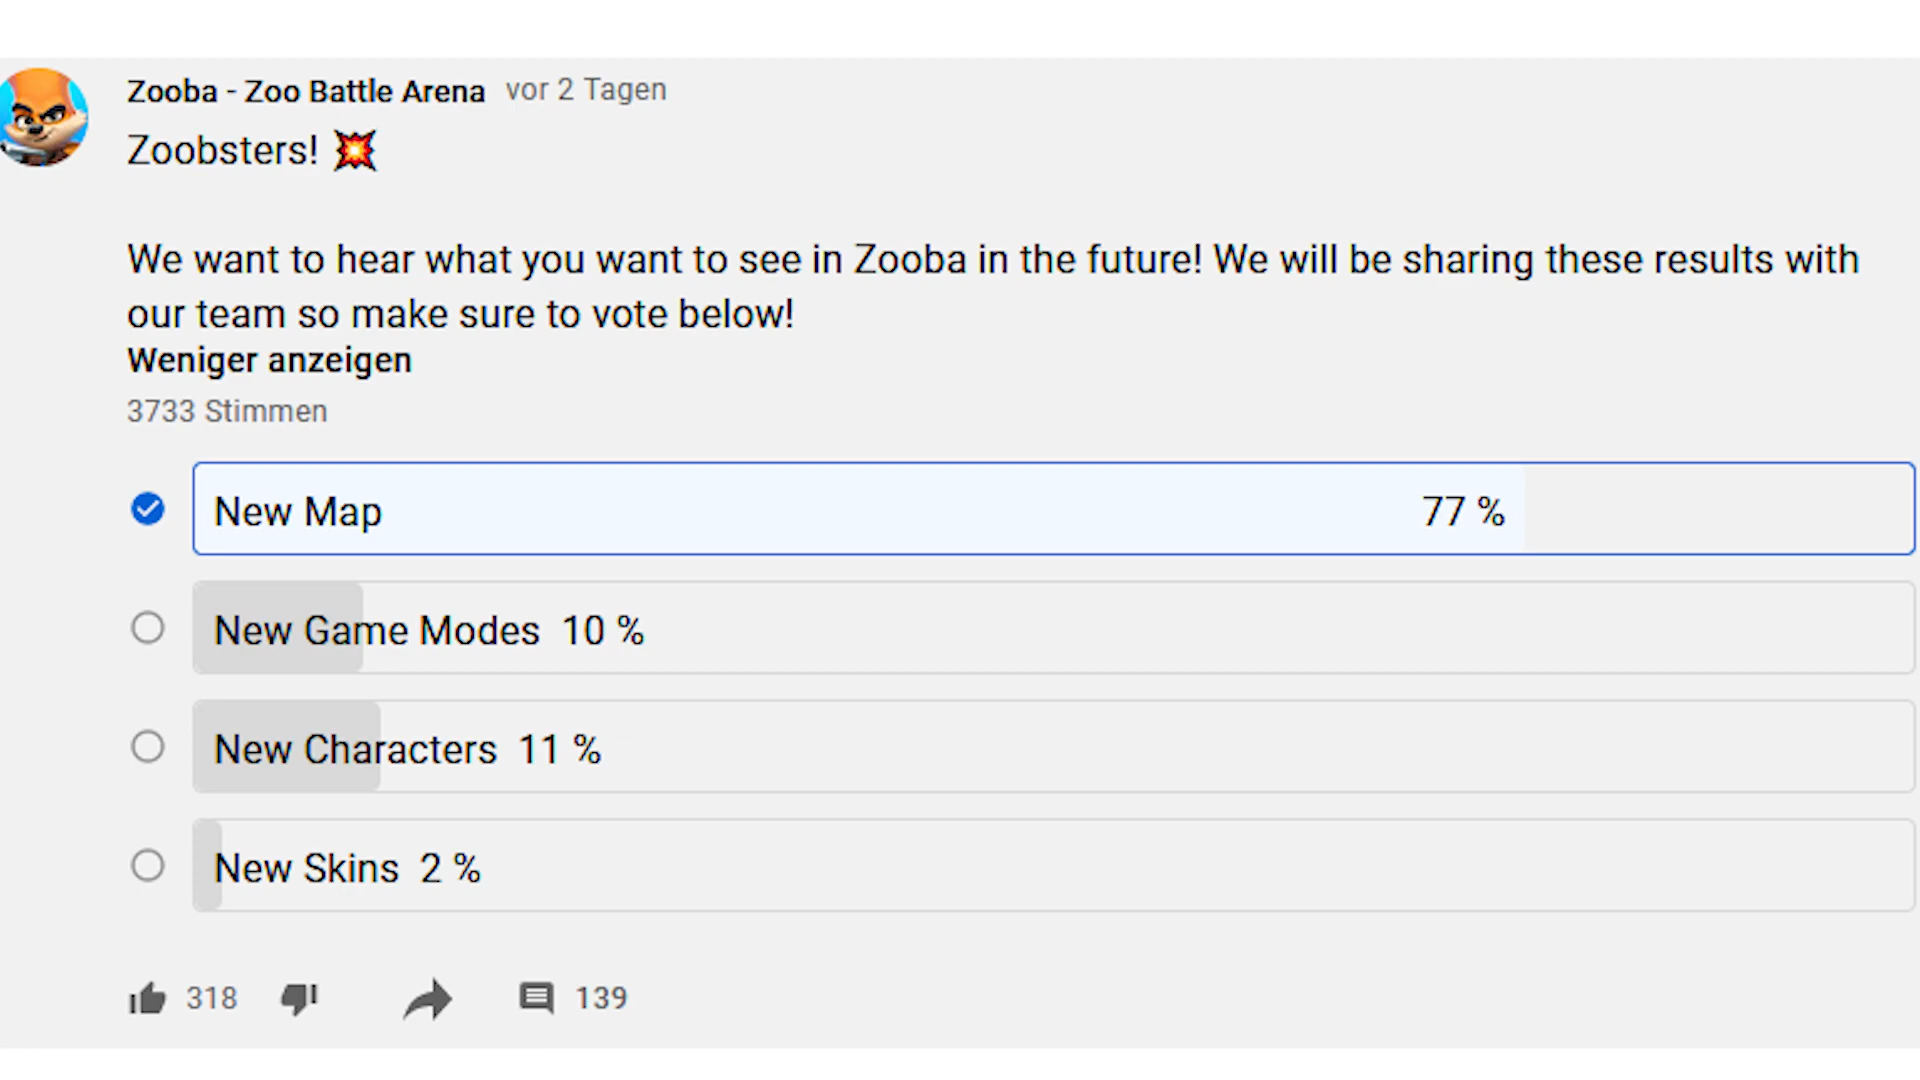 Zooba - Zoo Battle Arena vor 2 Tagen
Zoobsters! 💥
We want to hear what you want to see in Zooba in the future! We will be sharing these results with
our team so make sure to vote below!
Weniger anzeigen
3733 Stimmen
New Map 77 %
New Game Modes 10 %
New Characters 11 %
New Skins 2 %
318 139